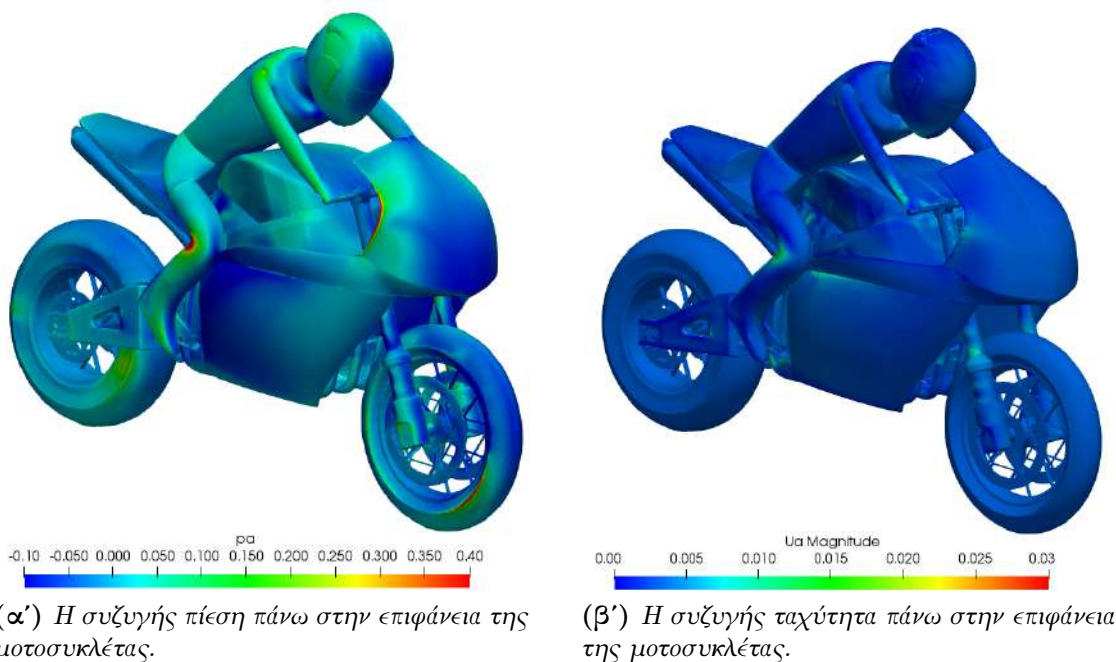 pa
-0.10 -0.050 0.000 0.050 0.100 0.150 0.200 0.250 0.300 0.350 0.40
(α΄) Η συζυγής πίεση πάνω στην επιφάνεια της
μοτοσυκλέτας.
Ua Magnitude
0.00 0.005 0.010 0.015 0.020 0.025 0.03
(β΄) Η συζυγής ταχύτητα πάνω στην επιφάνεια
της μοτοσυκλέτας.